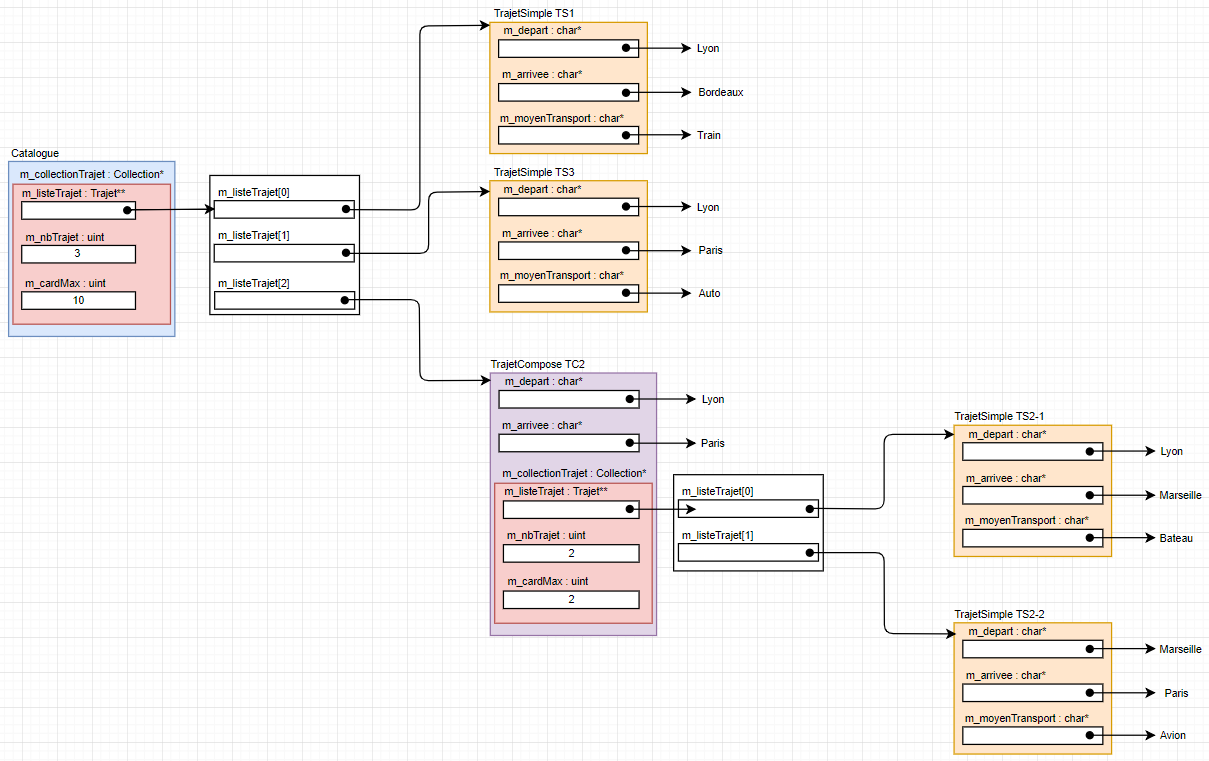 Catalogue
m_collectionTrajet : Collection*
m_listeTrajet : Trajet**
m_nbTrajet : uint
3
m_cardMax : uint
10
m_listeTrajet[0]
m_listeTrajet[1]
m_listeTrajet[2]
TrajetSimple TS1
m_depart : char*
Lyon
m_arrivee : char*
Bordeaux
m_moyenTransport : char*
Train
TrajetSimple TS3
m_depart : char*
Lyon
m_arrivee : char*
Paris
m_moyenTransport : char*
Auto
TrajetCompose TC2
m_depart : char*
Lyon
m_arrivee : char*
Paris
m_collectionTrajet : Collection*
m_listeTrajet : Trajet**
m_nbTrajet : uint
2
m_cardMax : uint
2
m_listeTrajet[0]
m_listeTrajet[1]
TrajetSimple TS2-1
m_depart : char*
Lyon
m_arrivee : char*
Marseille
m_moyenTransport : char*
Bateau
TrajetSimple TS2-2
m_depart : char*
Marseille
m_arrivee : char*
Paris
m_moyenTransport : char*
Avion